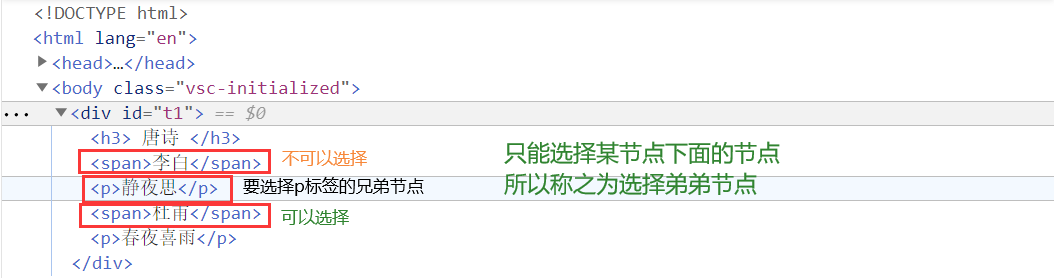 <!DOCTYPE html>
<html lang="en">
▶<head>…</head>
▼<body class="vsc-initialized">
••• ▼<div id="t1"> == $0
<h3> 唐诗 </h3>
<span>李白</span> 不可以选择
只能选择某节点下面的节点
<p>静夜思</p> 要选择p标签的兄弟节点
所以称之为选择弟弟节点
<span>杜甫</span> 可以选择
<p>春夜喜雨</p>
</div>